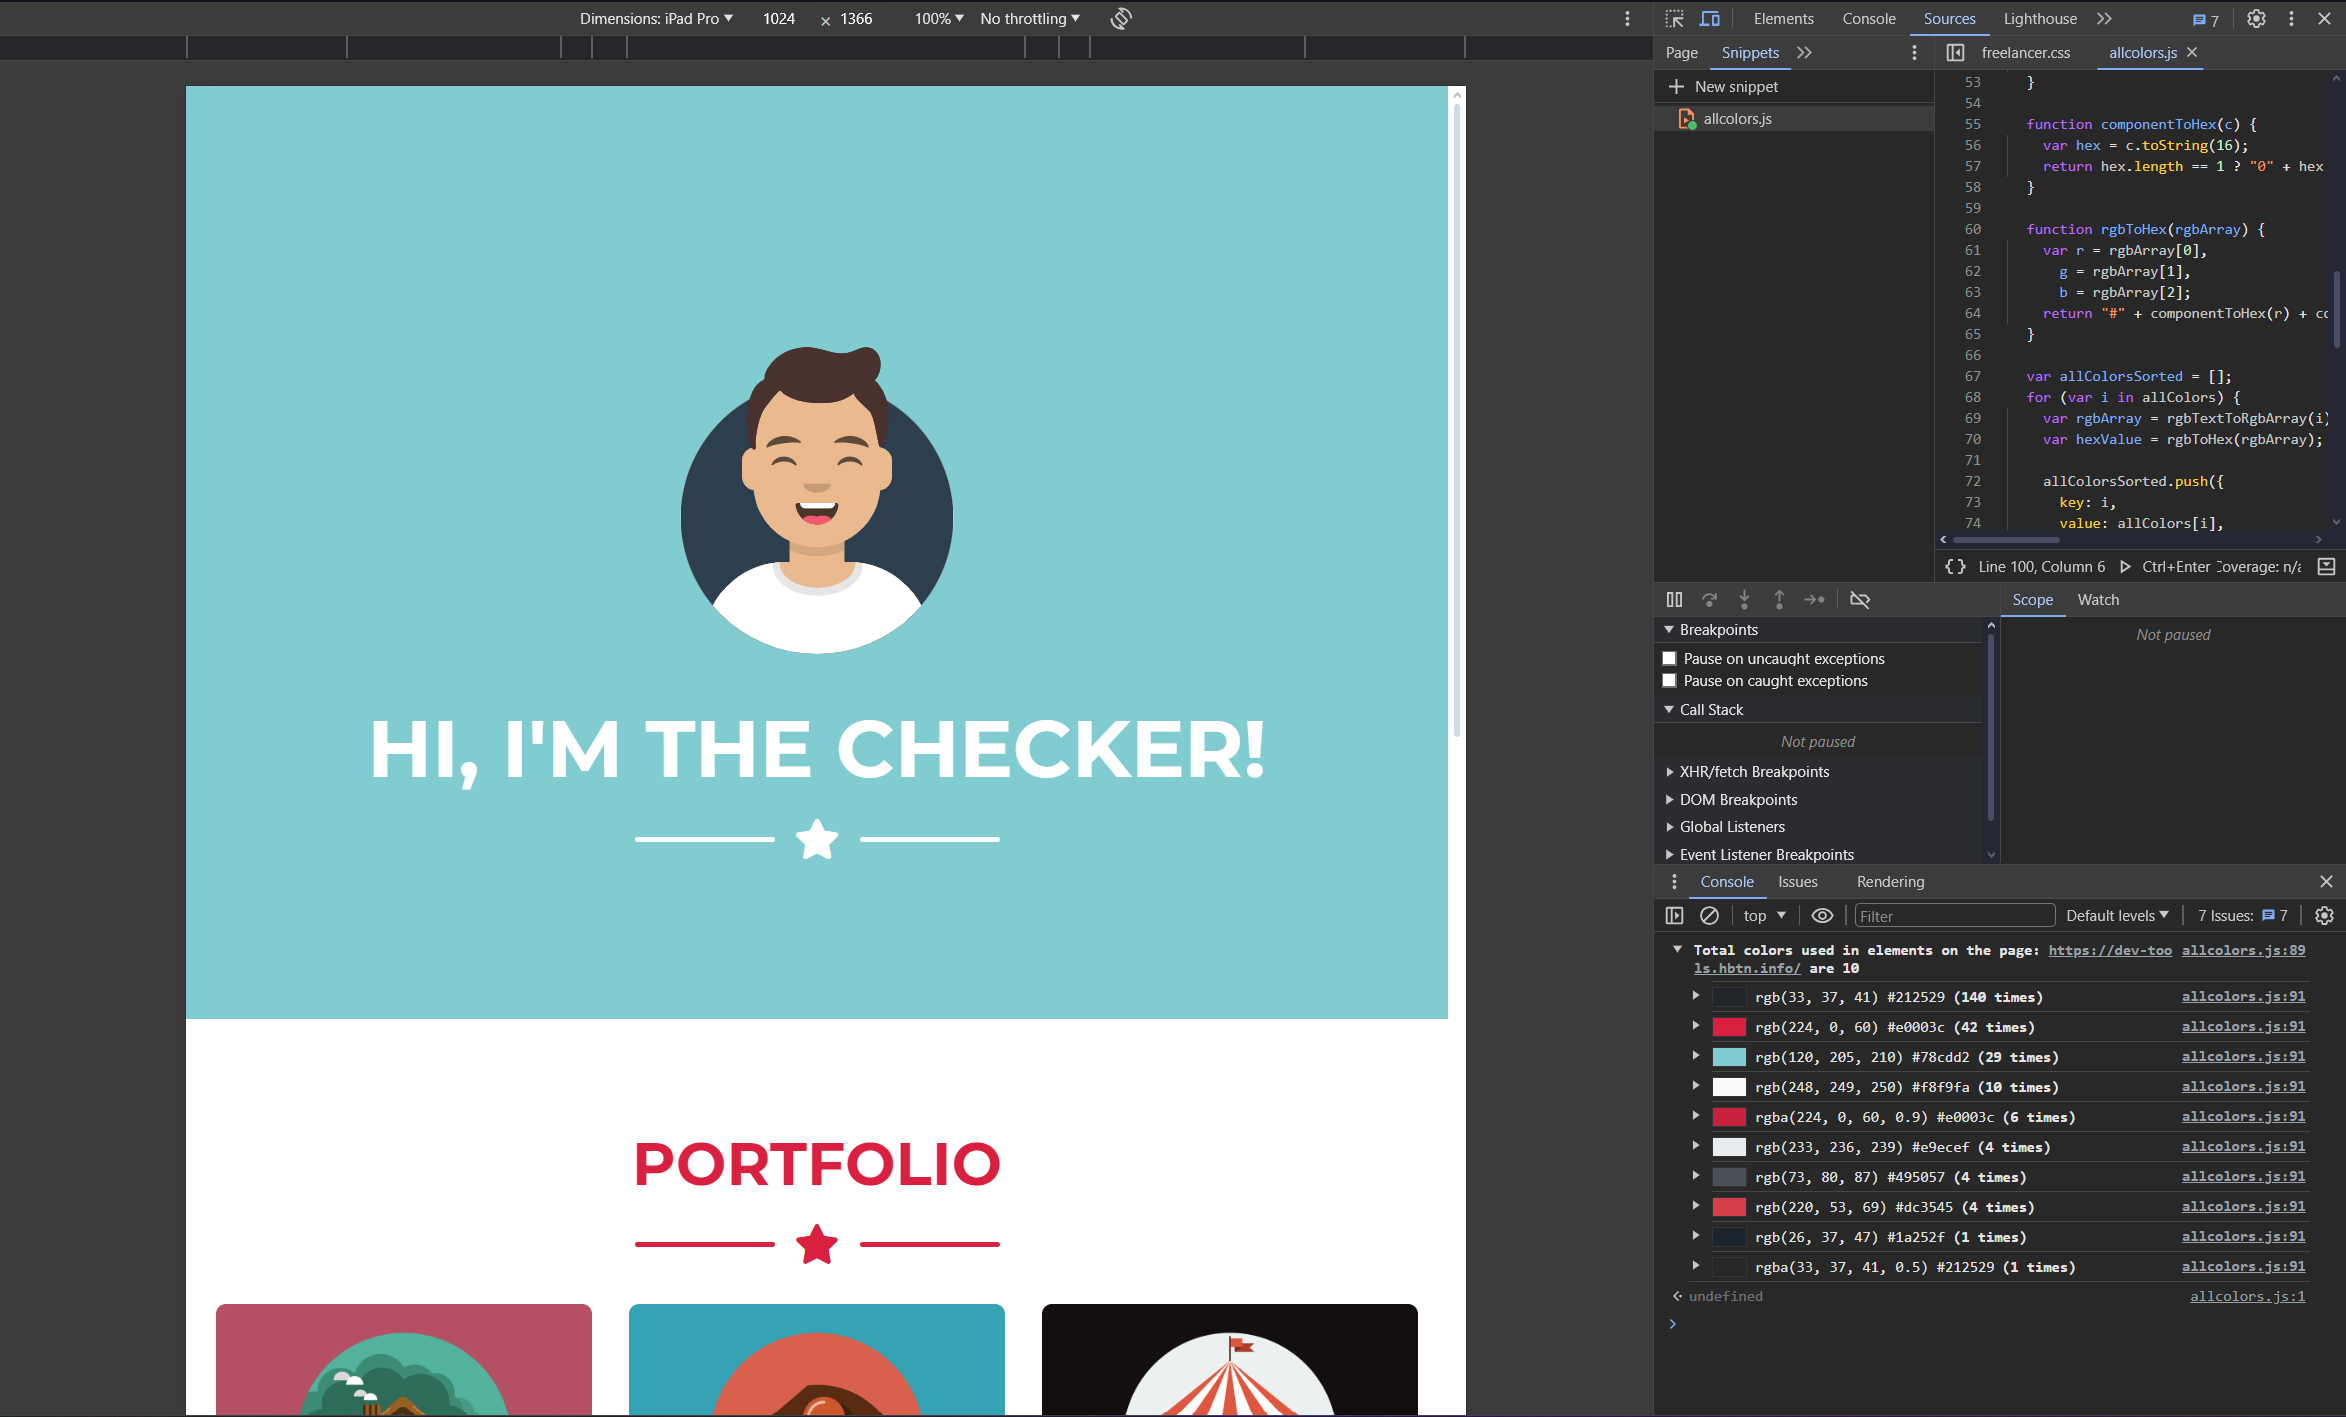 Dimensions: iPad Pro 1024 × 1366 100% No throttling
Elements Console Sources Lighthouse 7
Page Snippets
freelancer.css allcolors.js
New snippet
allcolors.js
53 }
54
55 function componentToHex(c) {
56 var hex = c.toString(16);
57 return hex.length == 1 ? "0" + hex
58 }
59
60 function rgbToHex(rgbArray) {
61 var r = rgbArray[0],
62 g = rgbArray[1],
63 b = rgbArray[2];
64 return "#" + componentToHex(r) + co
65 }
66
67 var allColorsSorted = [];
68 for (var i in allColors) {
69 var rgbArray = rgbTextToRgbArray(i)
70 var hexValue = rgbToHex(rgbArray);
71
72 allColorsSorted.push({
73 key: i,
74 value: allColors[i],
{} Line 100, Column 6 Ctrl+Enter Coverage: n/a
Scope Watch
Not paused
Breakpoints
Pause on uncaught exceptions
Pause on caught exceptions
Call Stack
Not paused
XHR/fetch Breakpoints
DOM Breakpoints
Global Listeners
Event Listener Breakpoints
Console Issues Rendering
top Filter Default levels 7 Issues: 7
Total colors used in elements on the page: https://dev-too allcolors.js:89
ls.hbtn.info/ are 10
rgb(33, 37, 41) #212529 (140 times) allcolors.js:91
rgb(224, 0, 60) #e0003c (42 times) allcolors.js:91
rgb(120, 205, 210) #78cdd2 (29 times) allcolors.js:91
rgb(248, 249, 250) #f8f9fa (10 times) allcolors.js:91
rgba(224, 0, 60, 0.9) #e0003c (6 times) allcolors.js:91
rgb(233, 236, 239) #e9ecef (4 times) allcolors.js:91
rgb(73, 80, 87) #495057 (4 times) allcolors.js:91
rgb(220, 53, 69) #dc3545 (4 times) allcolors.js:91
rgb(26, 37, 47) #1a252f (1 times) allcolors.js:91
rgba(33, 37, 41, 0.5) #212529 (1 times) allcolors.js:91
undefined allcolors.js:1
HI, I'M THE CHECKER!
PORTFOLIO